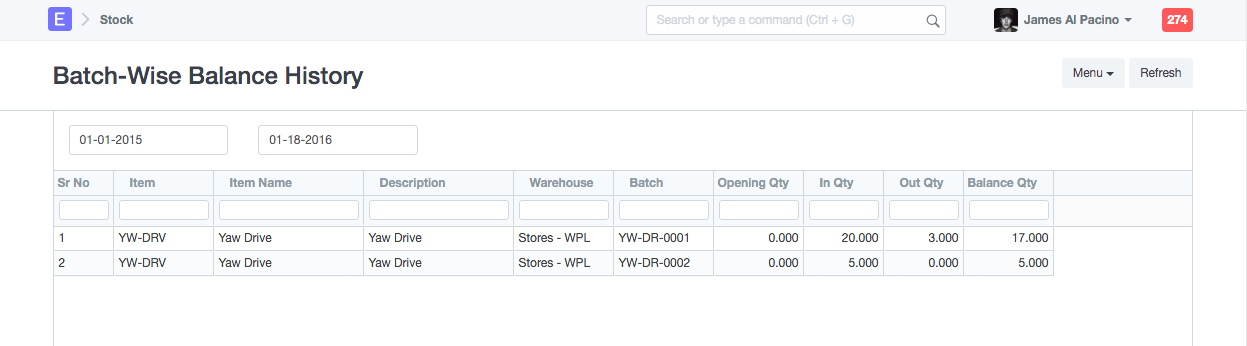 E Stock Search or type a command (Ctrl + G) James Al Pacino 274
Batch-Wise Balance History Menu Refresh
01-01-2015 01-18-2016
Sr No Item Item Name Description Warehouse Batch Opening Qty In Qty Out Qty Balance Qty
1 YW-DRV Yaw Drive Yaw Drive Stores - WPL YW-DR-0001 0.000 20.000 3.000 17.000
2 YW-DRV Yaw Drive Yaw Drive Stores - WPL YW-DR-0002 0.000 5.000 0.000 5.000